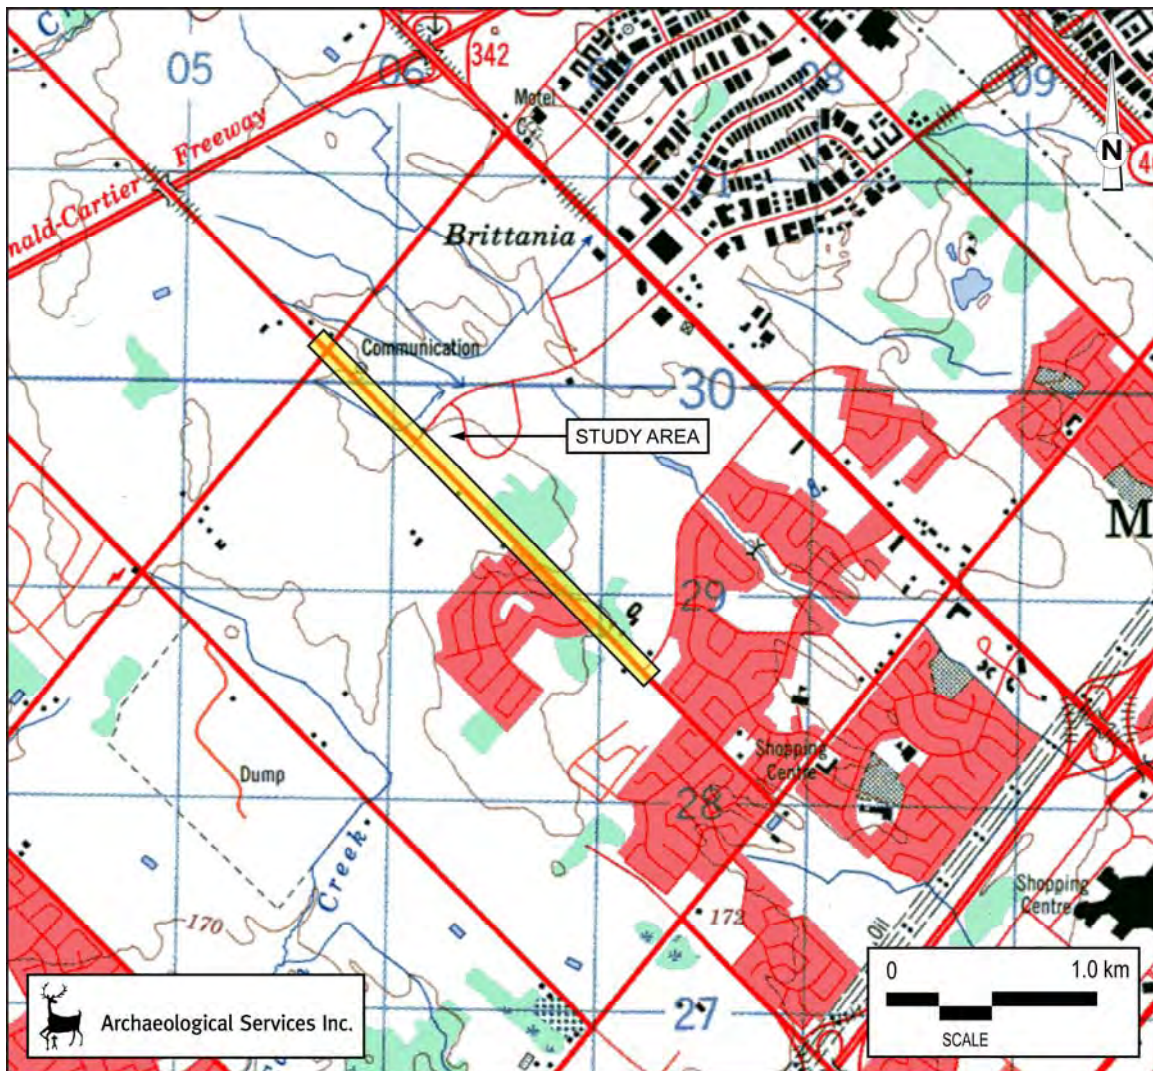 C
342
05
06
08
09
Motel
Freeway
N
nald-Cartier
Brittania
Communication
30
STUDY AREA
M
29
Dump
Shopping
Centre
28
Creek
Shopping
Centre
170
172
Oil
27
0
1.0 km
SCALE
Archaeological Services Inc.